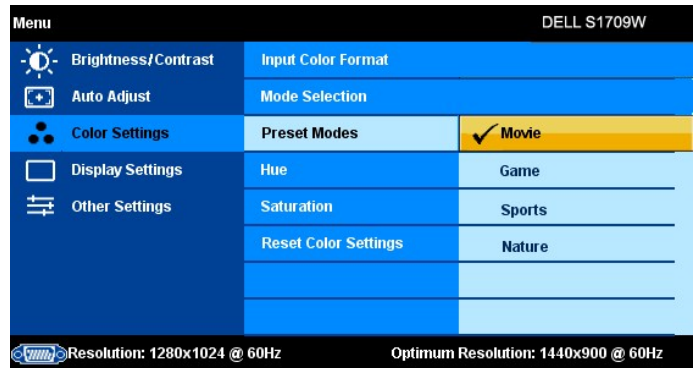 Menu DELL S1709W
Brightness/Contrast Input Color Format
Auto Adjust Mode Selection
Color Settings Preset Modes Movie
Display Settings Hue Game
Other Settings Saturation Sports
Reset Color Settings Nature
Resolution: 1280x1024 @ 60Hz Optimum Resolution: 1440x900 @ 60Hz